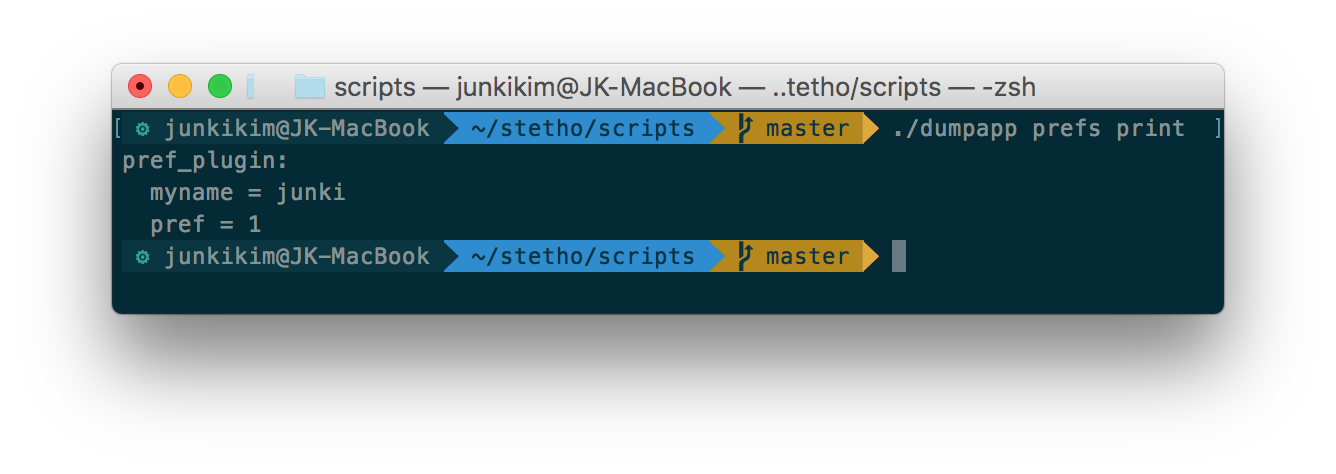 scripts — junkikim@JK-MacBook — ..tetho/scripts — -zsh
[ ⚙ junkikim@JK-MacBook ~/stetho/scripts master ./dumpapp prefs print ]
pref_plugin:
  myname = junki
  pref = 1
⚙ junkikim@JK-MacBook ~/stetho/scripts master